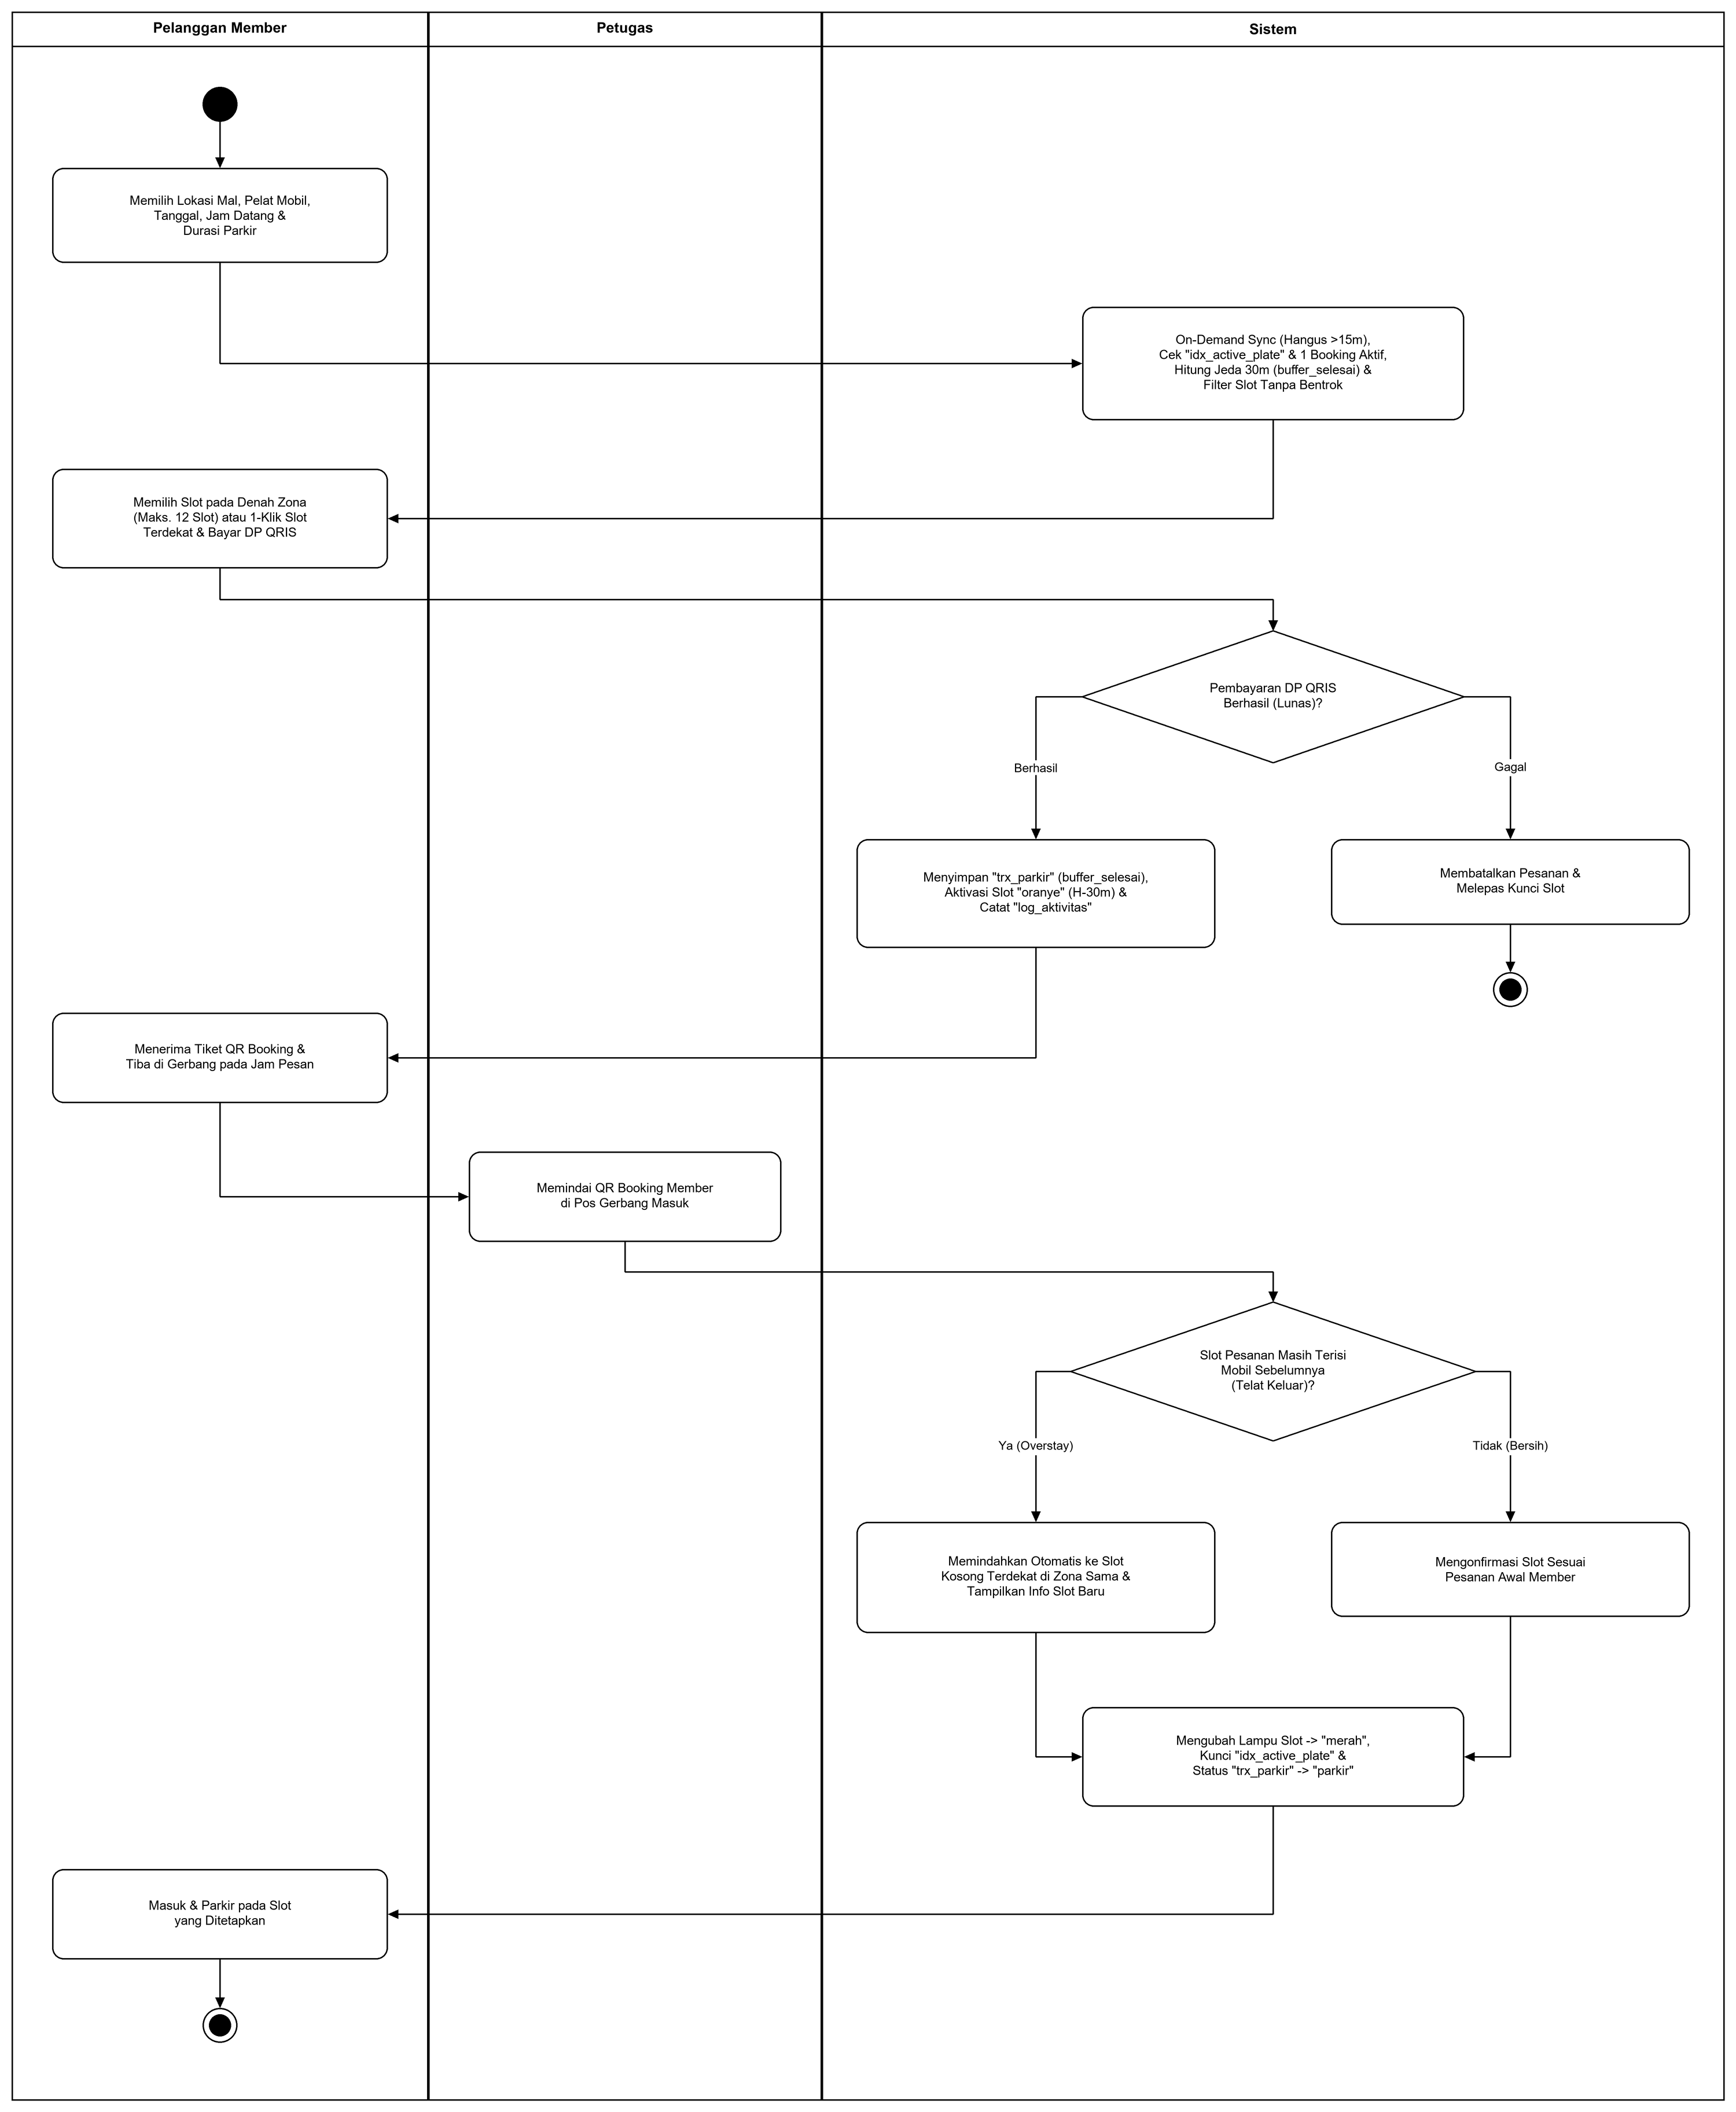 Pelanggan Member
Petugas
Sistem
Memilih Lokasi Mal, Pelat Mobil,
Tanggal, Jam Datang &
Durasi Parkir
On-Demand Sync (Hangus >15m),
Cek "idx_active_plate" & 1 Booking Aktif,
Hitung Jeda 30m (buffer_selesai) &
Filter Slot Tanpa Bentrok
Memilih Slot pada Denah Zona
(Maks. 12 Slot) atau 1-Klik Slot
Terdekat & Bayar DP QRIS
Pembayaran DP QRIS
Berhasil (Lunas)?
Berhasil
Gagal
Menyimpan "trx_parkir" (buffer_selesai),
Aktivasi Slot "oranye" (H-30m) &
Catat "log_aktivitas"
Membatalkan Pesanan &
Melepas Kunci Slot
Menerima Tiket QR Booking &
Tiba di Gerbang pada Jam Pesan
Memindai QR Booking Member
di Pos Gerbang Masuk
Slot Pesanan Masih Terisi
Mobil Sebelumnya
(Telat Keluar)?
Ya (Overstay)
Tidak (Bersih)
Memindahkan Otomatis ke Slot
Kosong Terdekat di Zona Sama &
Tampilkan Info Slot Baru
Mengonfirmasi Slot Sesuai
Pesanan Awal Member
Mengubah Lampu Slot -> "merah",
Kunci "idx_active_plate" &
Status "trx_parkir" -> "parkir"
Masuk & Parkir pada Slot
yang Ditetapkan